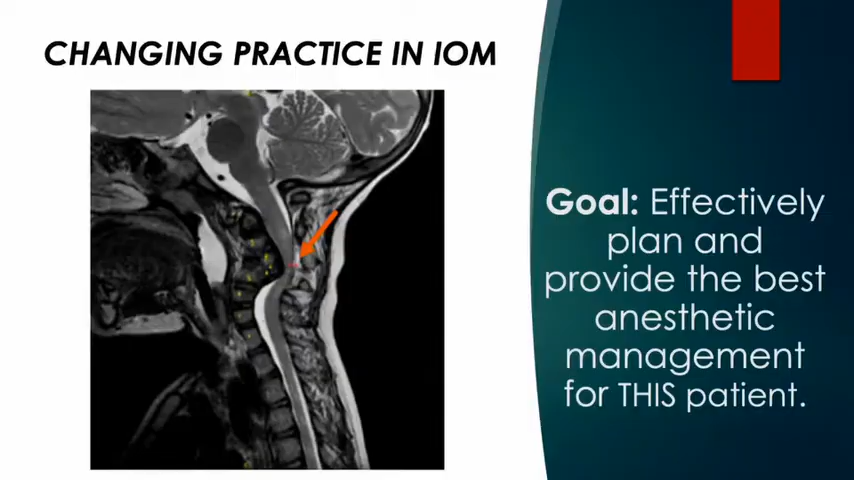 CHANGING PRACTICE IN IOM
Goal: Effectively
plan and
provide the best
anesthetic
management
for THIS patient.